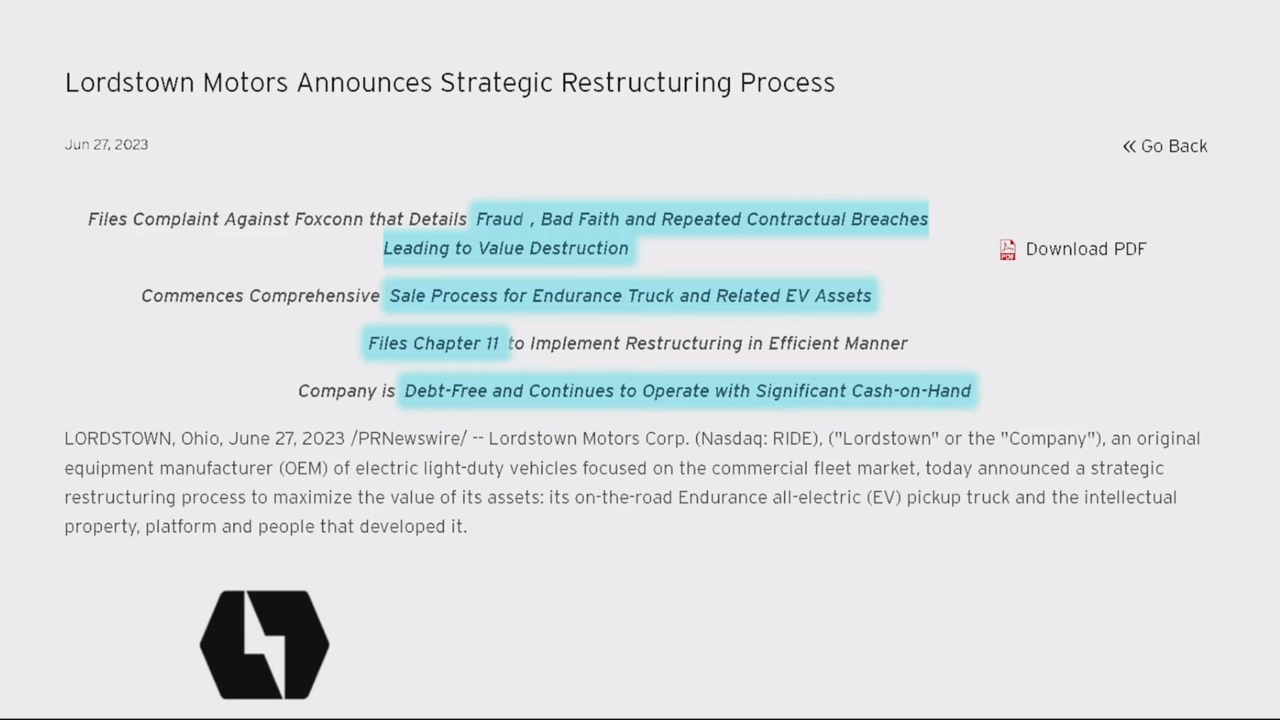 Lordstown Motors Announces Strategic Restructuring Process
Jun 27, 2023
« Go Back
Files Complaint Against Foxconn that Details Fraud , Bad Faith and Repeated Contractual Breaches
Leading to Value Destruction
Download PDF
Commences Comprehensive Sale Process for Endurance Truck and Related EV Assets
Files Chapter 11 to Implement Restructuring in Efficient Manner
Company is Debt-Free and Continues to Operate with Significant Cash-on-Hand
LORDSTOWN, Ohio, June 27, 2023 /PRNewswire/ -- Lordstown Motors Corp. (Nasdaq: RIDE), ("Lordstown" or the "Company"), an original
equipment manufacturer (OEM) of electric light-duty vehicles focused on the commercial fleet market, today announced a strategic
restructuring process to maximize the value of its assets: its on-the-road Endurance all-electric (EV) pickup truck and the intellectual
property, platform and people that developed it.